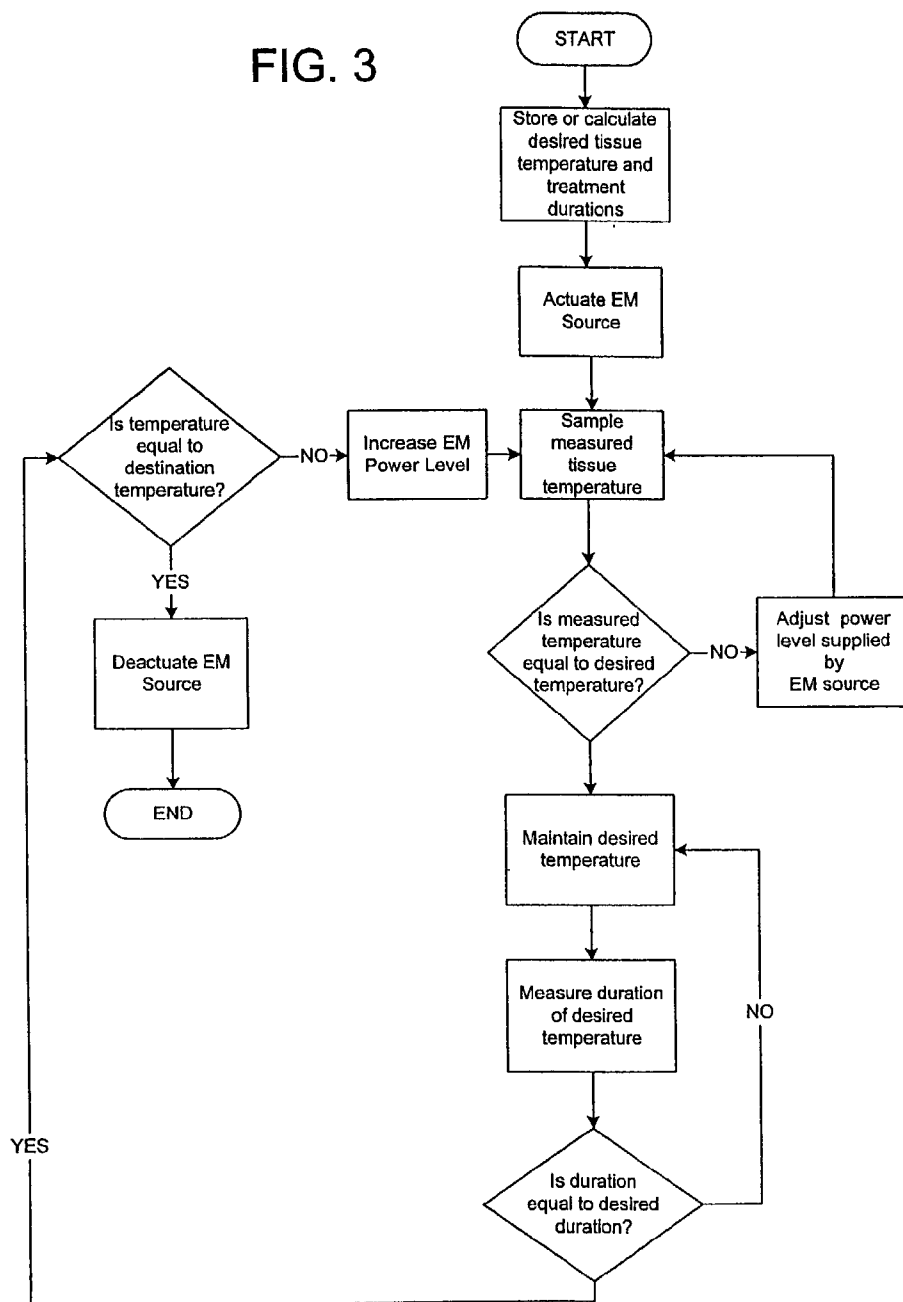 FIG. 3
START
Store or calculate
desired tissue
temperature and
treatment
durations
Actuate EM
Source
Sample
measured
tissue
temperature
Is temperature
equal to
destination
temperature?
NO
Increase EM
Power Level
YES
Deactuate EM
Source
END
Is measured
temperature
equal to desired
temperature?
NO
Adjust power
level supplied
by
EM source
Maintain desired
temperature
Measure duration
of desired
temperature
NO
Is duration
equal to desired
duration?
YES